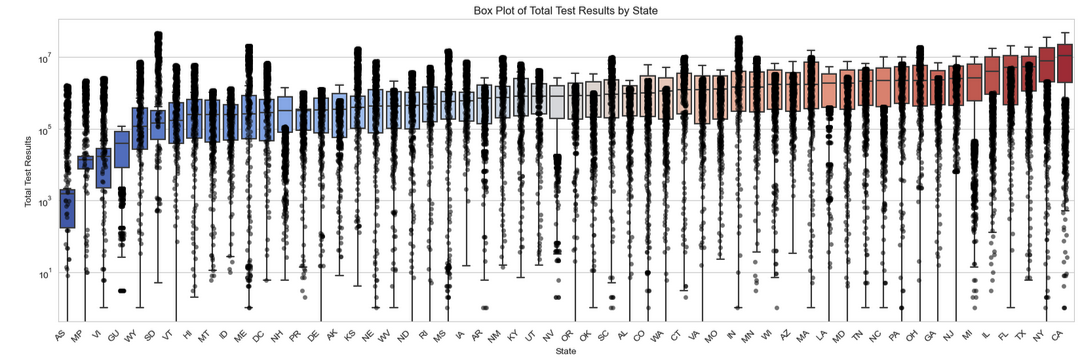 Box Plot of Total Test Results by State
Total Test Results
10^7
10^5
10^3
10^1
AS MP VI GU WY SD VT HI MT ID ME DC NH PR DE AK KS NE WV ND RI MS IA AR NM KY UT NV OR OK SC AL CO WA CT VA MO IN MN WI AZ MA LA MD TN NC PA OH GA NJ MI IL FL TX NY CA
State